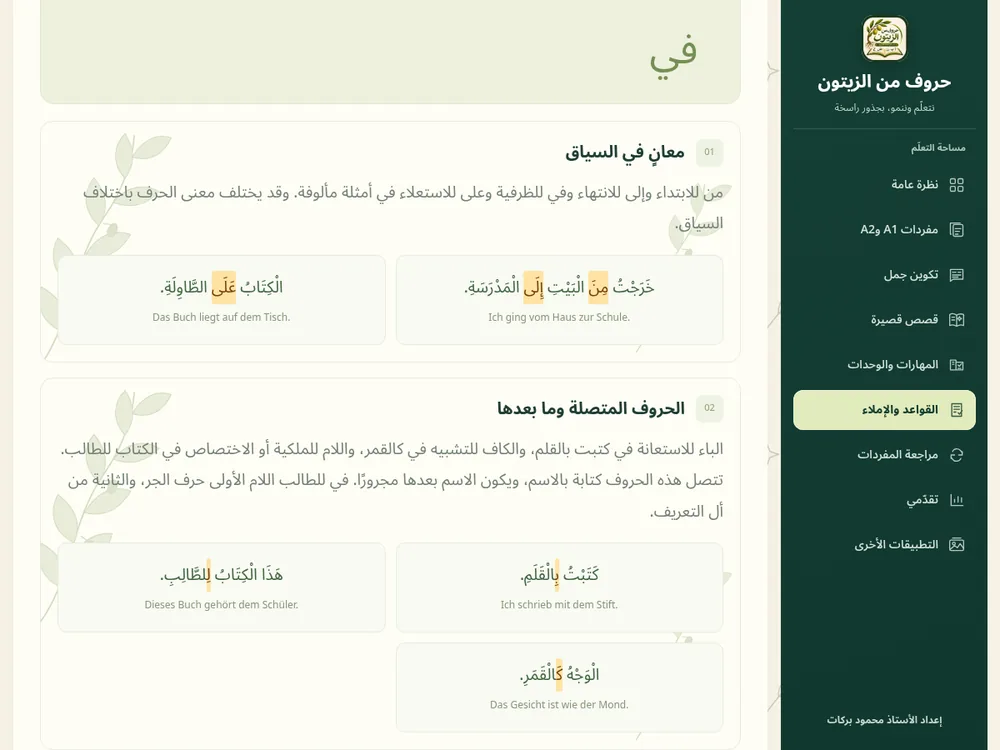 حروف من الزيتون
نتعلّم وننمو، بجذور راسخة
مساحة التعلّم
نظرة عامة
مفردات A1 وA2
تكوين جمل
قصص قصيرة
المهارات والوحدات
القواعد والإملاء
مراجعة المفردات
تقدّمي
التطبيقات الأخرى
إعداد الأستاذ محمود بركات
في
01
معانٍ في السياق
من للابتداء وإلى للانتهاء وفي للظرفية وعلى للاستعلاء في أمثلة مألوفة. وقد يختلف معنى الحرف باختلاف
السياق.
خَرَجْتُ مِنَ الْبَيْتِ إِلَى الْمَدْرَسَةِ.
Ich ging vom Haus zur Schule.
الْكِتَابُ عَلَى الطَّاوِلَةِ.
Das Buch liegt auf dem Tisch.
02
الحروف المتصلة وما بعدها
الباء للاستعانة في كتبت بالقلم، والكاف للتشبيه في كالقمر، واللام للملكية أو الاختصاص في الكتاب للطالب.
تتصل هذه الحروف كتابة بالاسم، ويكون الاسم بعدها مجرورًا. في للطالب اللام الأولى حرف الجر، والثانية من
أل التعريف.
كَتَبْتُ بِالْقَلَمِ.
Ich schrieb mit dem Stift.
هَذَا الْكِتَابُ لِلطَّالِبِ.
Dieses Buch gehört dem Schüler.
الْوَجْهُ كَالْقَمَرِ.
Das Gesicht ist wie der Mond.